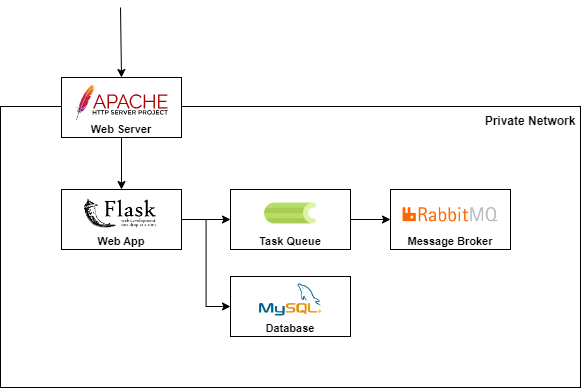 APACHE
HTTP SERVER PROJECT
Web Server
Private Network
Flask
web development,
one drop at a time
Web App
Task Queue
RabbitMQ
Message Broker
MySQL
Database